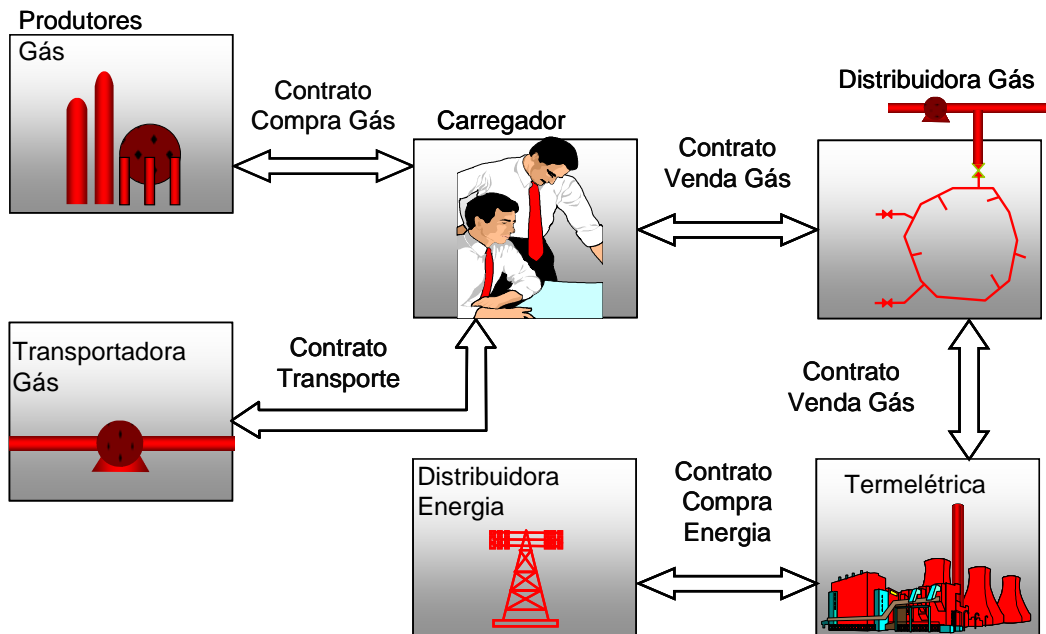 Produtores
Gás
Contrato
Compra Gás
Carregador
Contrato
Venda Gás
Distribuidora Gás
Transportadora
Gás
Contrato
Transporte
Contrato
Venda Gás
Distribuidora
Energia
Contrato
Compra
Energia
Termelétrica